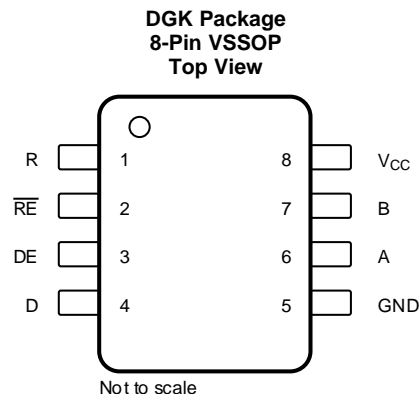 DGK Package
8-Pin VSSOP
Top View
R 1 8 VCC
R̅E̅ 2 7 B
DE 3 6 A
D 4 5 GND
Not to scale